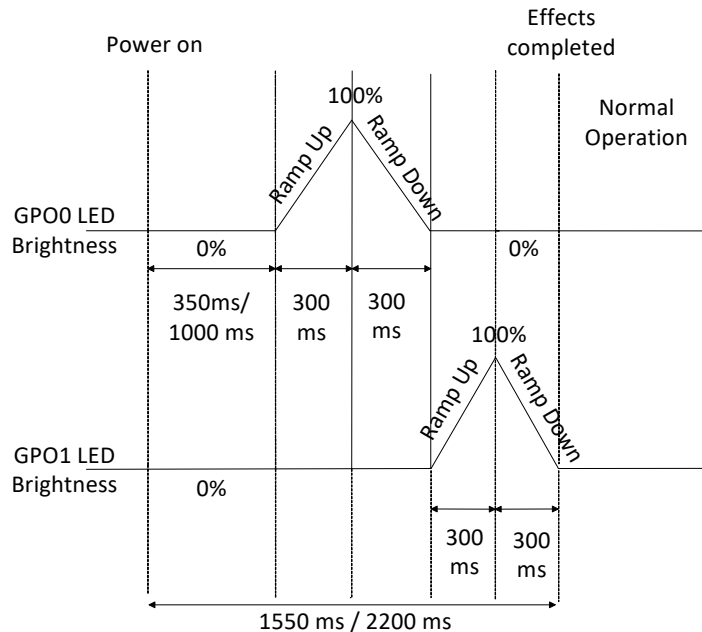 Power on
Effects
completed
100%
Normal
Operation
Ramp Up
Ramp Down
GPO0 LED
Brightness
0%
0%
350ms/
1000 ms
300
ms
300
ms
100%
Ramp Up
Ramp Down
GPO1 LED
Brightness
0%
300
ms
300
ms
1550 ms / 2200 ms